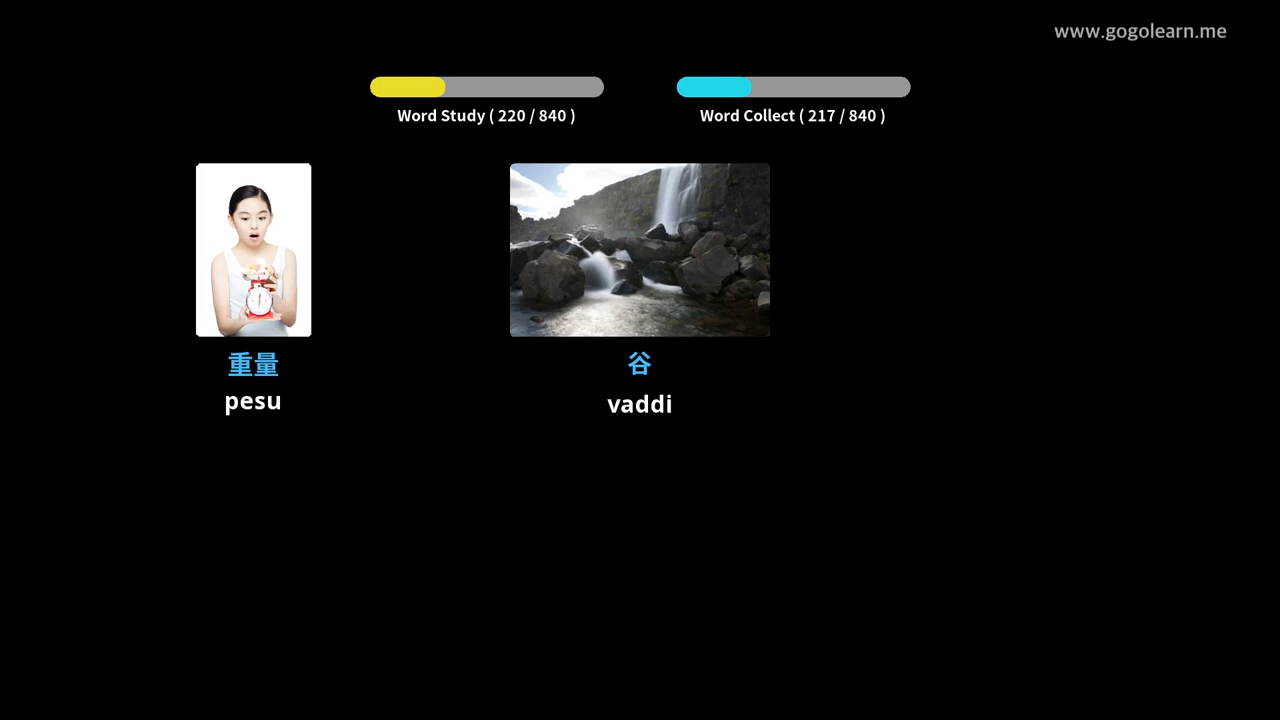 www.gogolearn.me
Word Study ( 220 / 840 )
Word Collect ( 217 / 840 )
重量
pesu
谷
vaddi